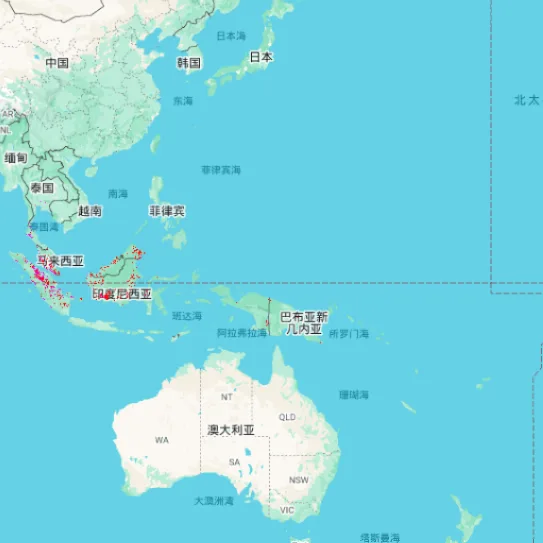 日本海
中国
韩国
日本
北太
东海
AR
NL
缅甸
菲律宾海
泰国
南海
越南
菲律宾
泰国湾
马来西亚
印度尼西亚
班达海
巴布亚新
几内亚
阿拉弗拉海
所罗门海
珊瑚海
NT
QLD
澳大利亚
WA
SA
NSW
大澳洲湾
VIC
塔斯曼海